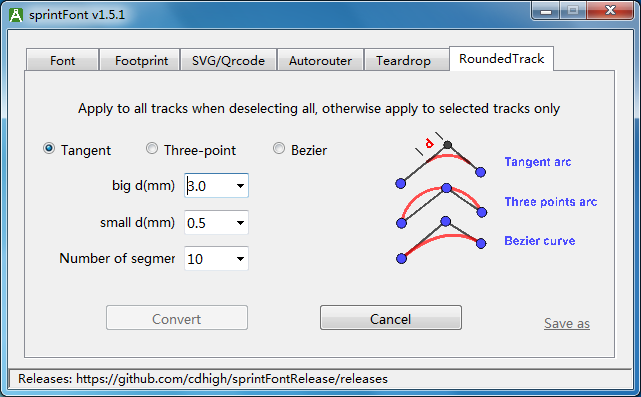 sprintFont v1.5.1
Font
Footprint
SVG/Qrcode
Autorouter
Teardrop
RoundedTrack
Apply to all tracks when deselecting all, otherwise apply to selected tracks only
Tangent
Three-point
Bezier
big d(mm)
3.0
small d(mm)
0.5
Number of segmer
10
d
Tangent arc
Three points arc
Bezier curve
Convert
Cancel
Save as
Releases: https://github.com/cdhigh/sprintFontRelease/releases